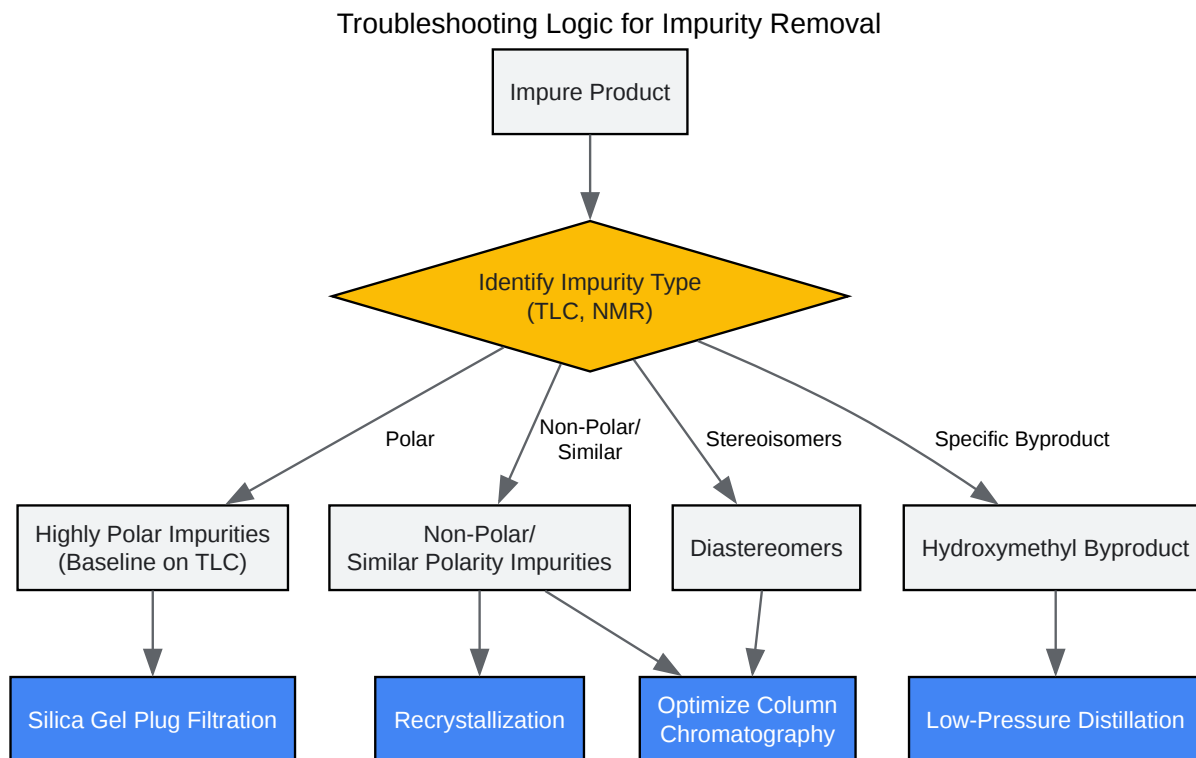 Troubleshooting Logic for Impurity Removal
Impure Product
Identify Impurity Type
(TLC, NMR)
Polar
Non-Polar/
Similar
Stereoisomers
Specific Byproduct
Highly Polar Impurities
(Baseline on TLC)
Non-Polar/
Similar Polarity Impurities
Diastereomers
Hydroxymethyl Byproduct
Silica Gel Plug Filtration
Recrystallization
Optimize Column
Chromatography
Low-Pressure Distillation